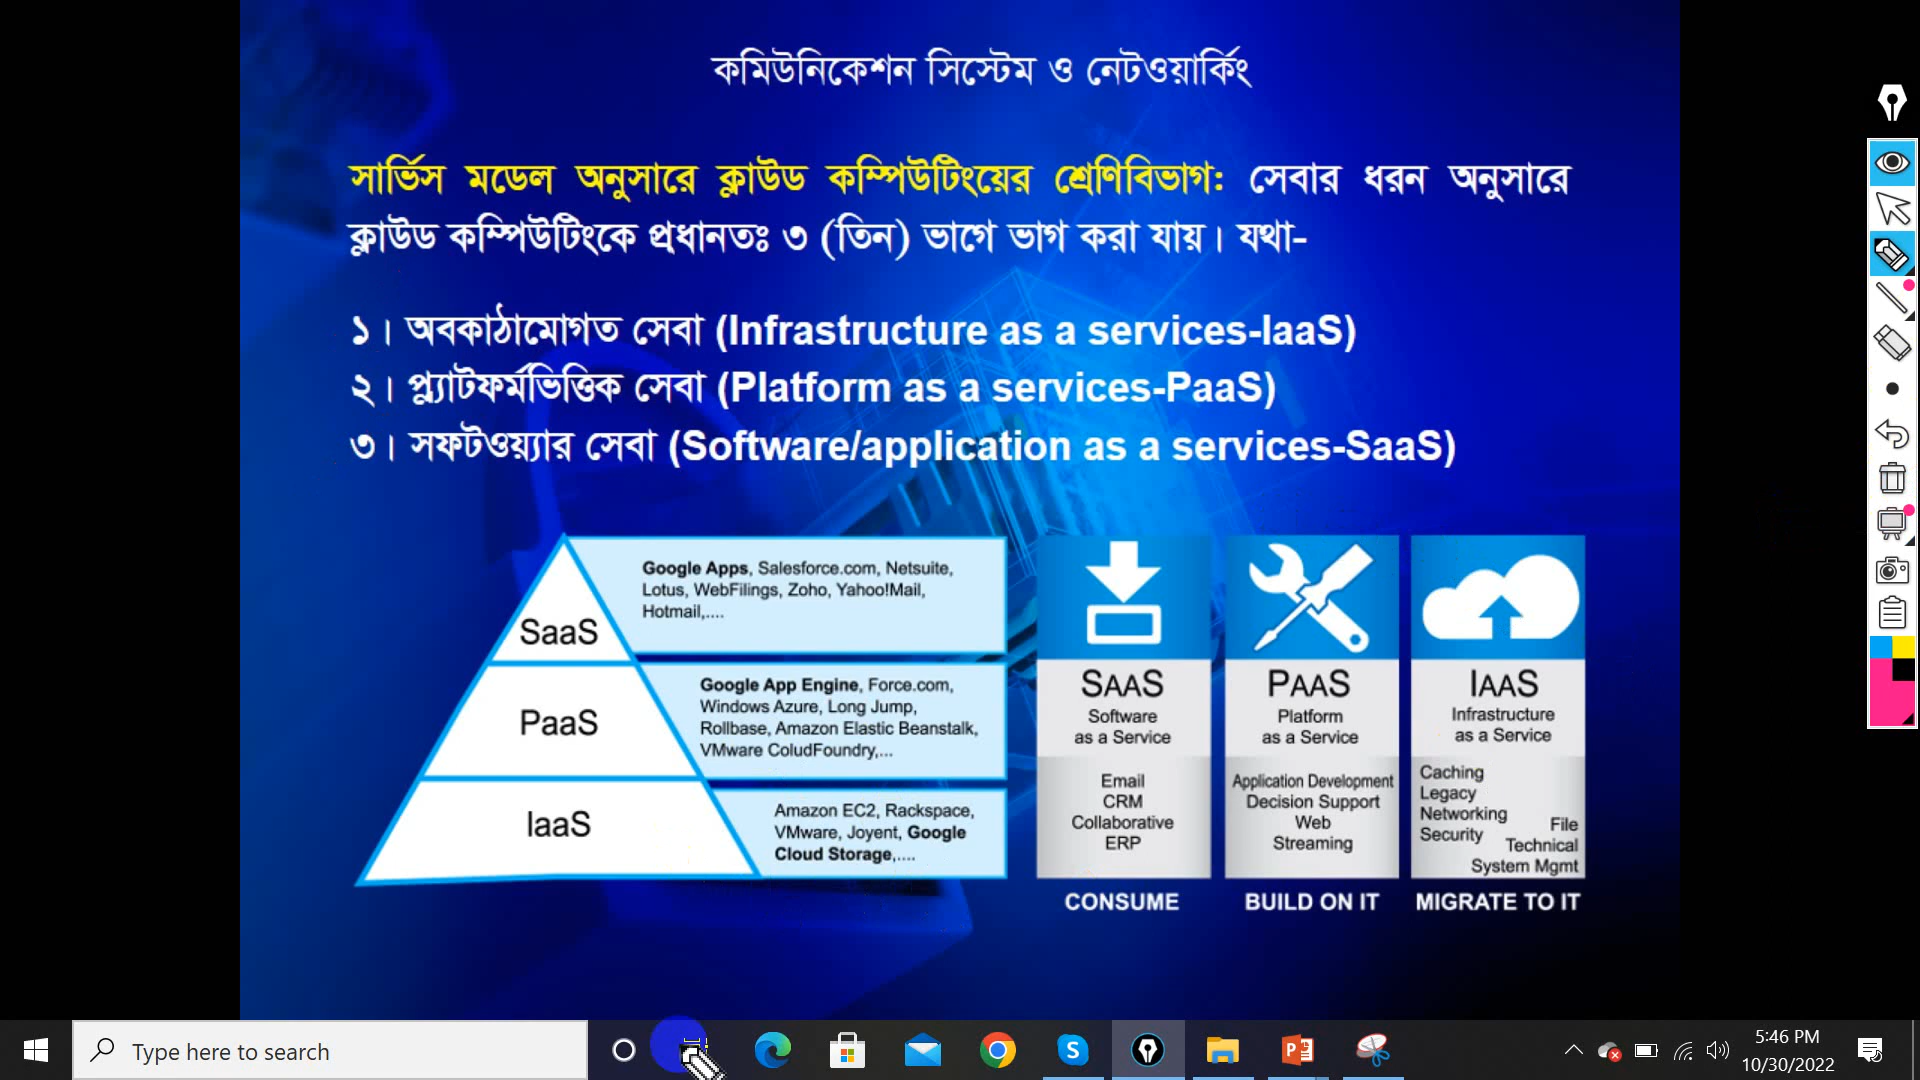 কমিউনিকেশন সিস্টেম ও নেটওয়ার্কিং
সার্ভিস মডেল অনুসারে ক্লাউড কম্পিউটিংয়ের শ্রেণিবিভাগ: সেবার ধরন অনুসারে
ক্লাউড কম্পিউটিংকে প্রধানতঃ ৩ (তিন) ভাগে ভাগ করা যায়। যথা-
১। অবকাঠামোগত সেবা (Infrastructure as a services-IaaS)
২। প্ল্যাটফর্মভিত্তিক সেবা (Platform as a services-PaaS)
৩। সফটওয়্যার সেবা (Software/application as a services-SaaS)
SaaS
Google Apps, Salesforce.com, Netsuite,
Lotus, WebFilings, Zoho, Yahoo!Mail,
Hotmail,....
PaaS
Google App Engine, Force.com,
Windows Azure, Long Jump,
Rollbase, Amazon Elastic Beanstalk,
VMware ColudFoundry,...
IaaS
Amazon EC2, Rackspace,
VMware, Joyent, Google
Cloud Storage,....
SAAS
Software
as a Service
Email
CRM
Collaborative
ERP
CONSUME
PAAS
Platform
as a Service
Application Development
Decision Support
Web
Streaming
BUILD ON IT
IAAS
Infrastructure
as a Service
Caching
Legacy
Networking
Security
File
Technical
System Mgmt
MIGRATE TO IT
Type here to search
5:46 PM
10/30/2022